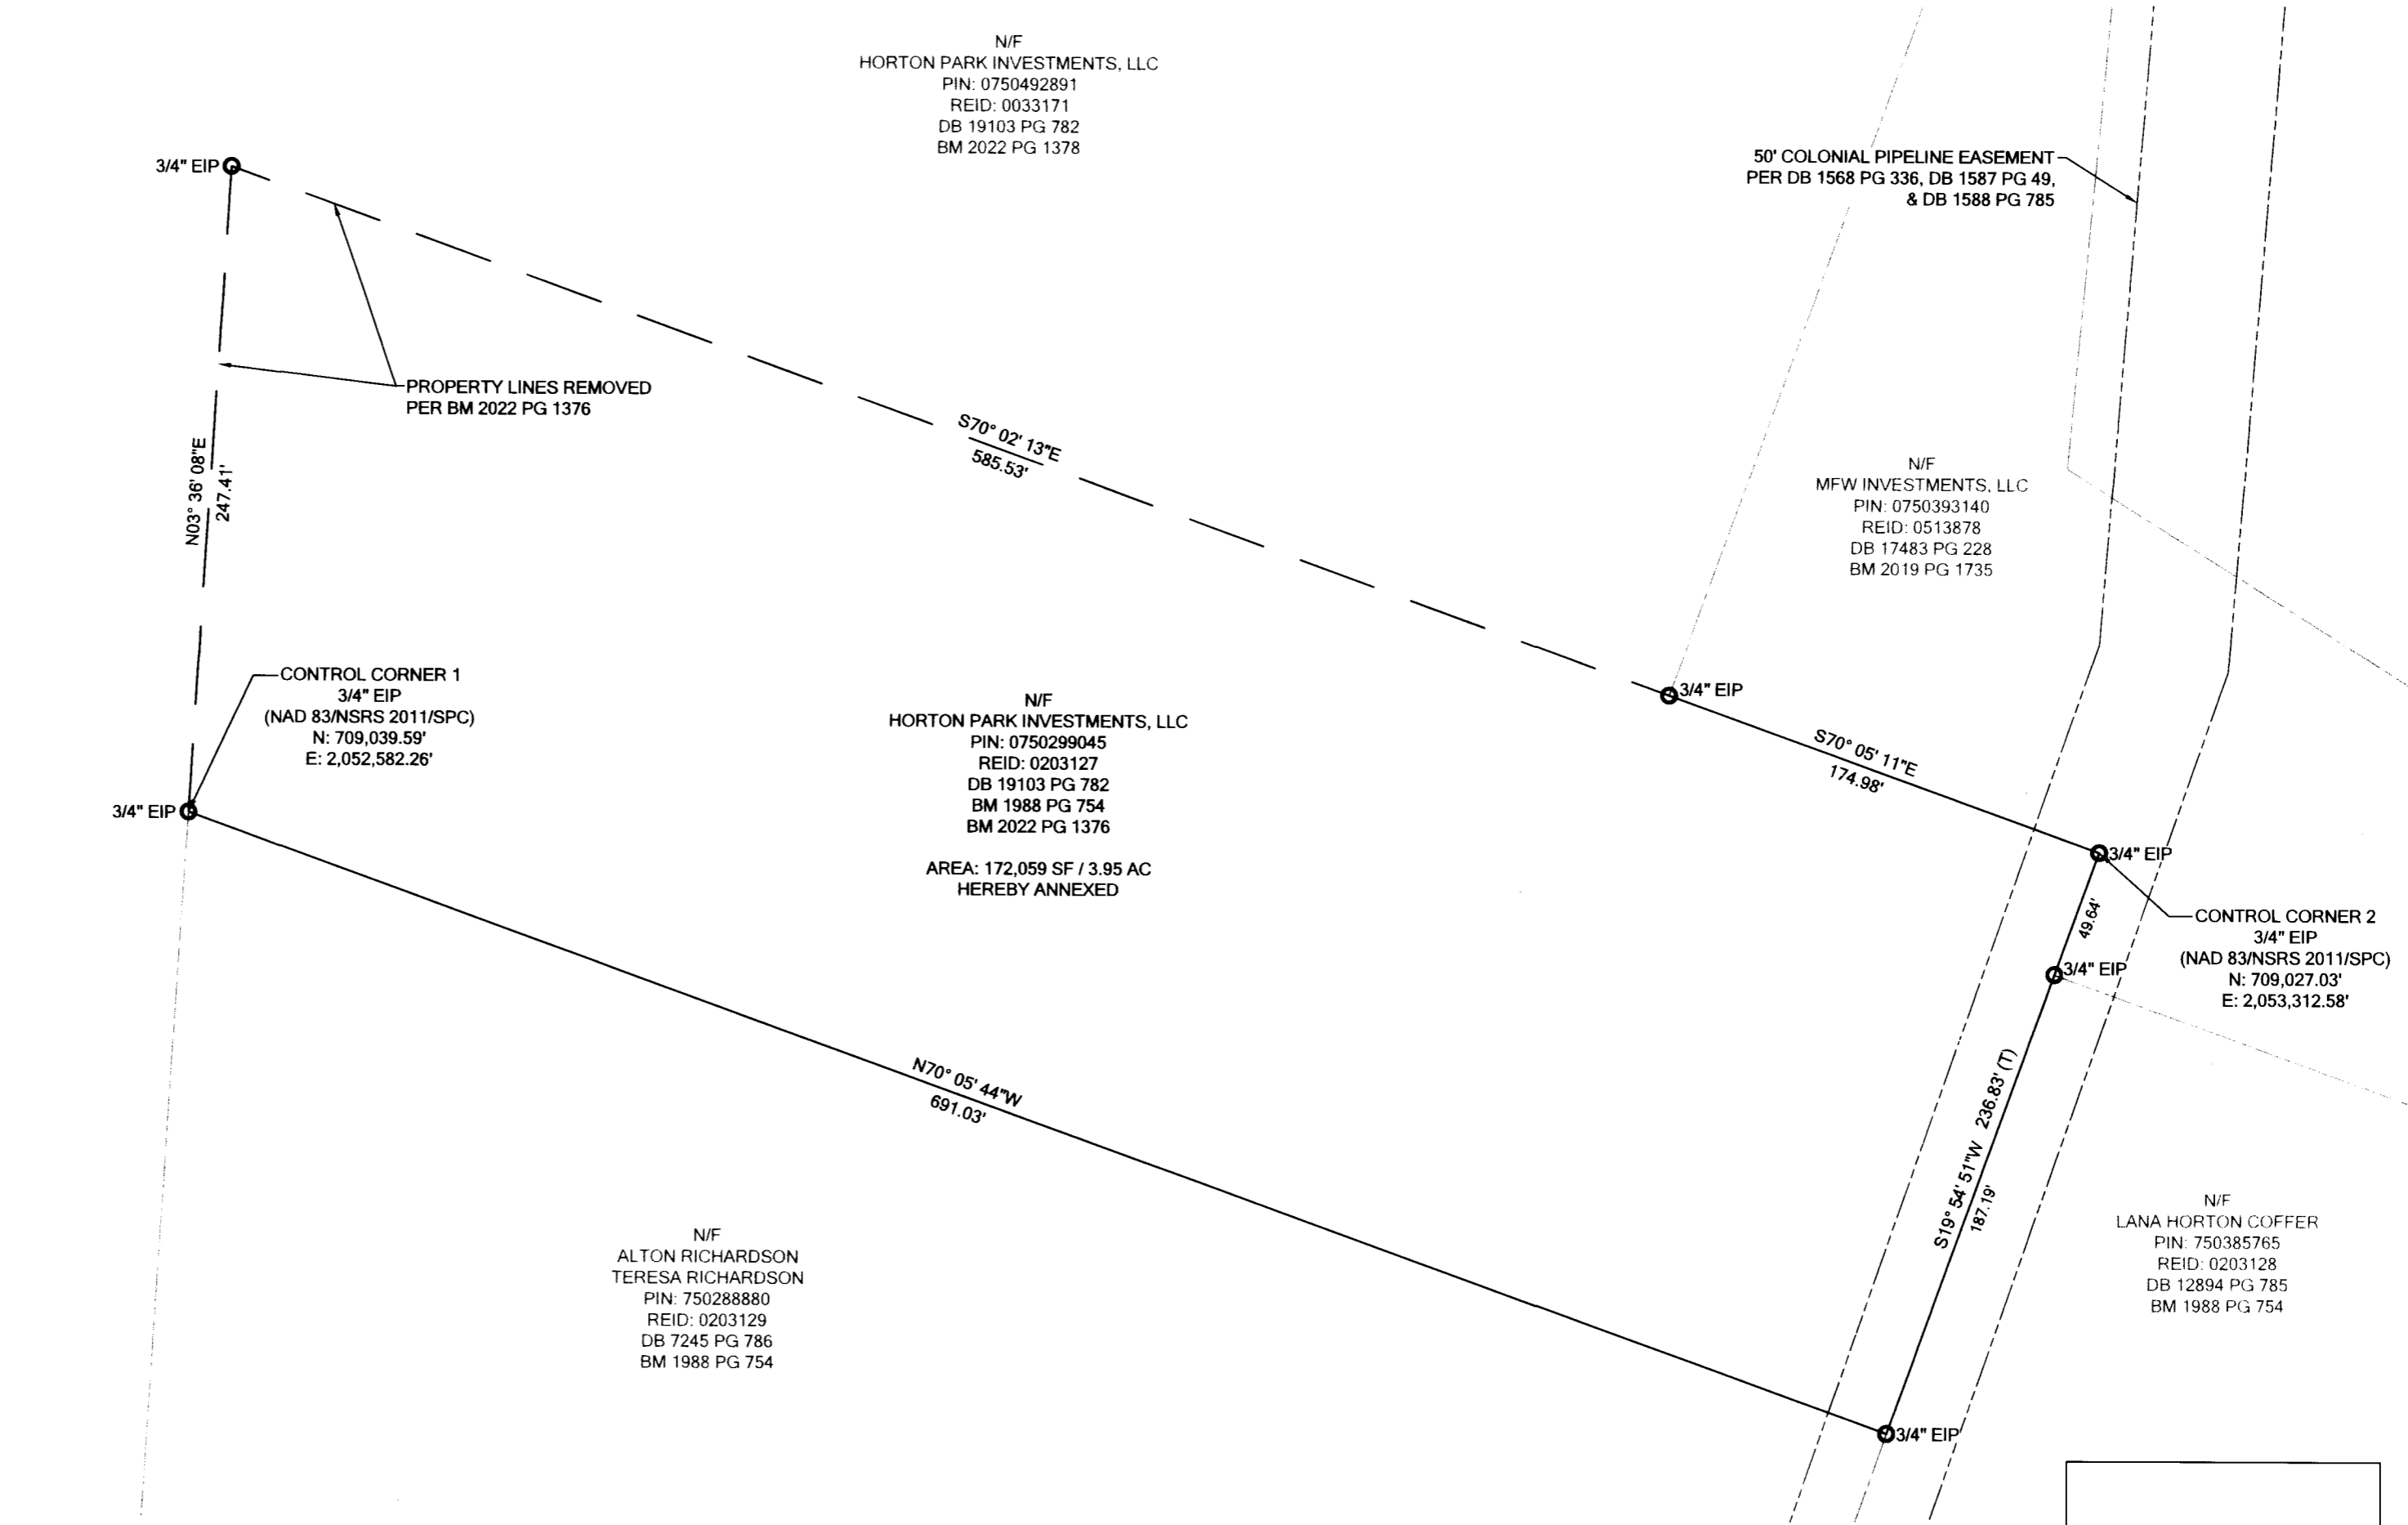 N/F
HORTON PARK INVESTMENTS, LLC
PIN: 0750492891
REID: 0033171
DB 19103 PG 782
BM 2022 PG 1378
3/4" EIP
50' COLONIAL PIPELINE EASEMENT
PER DB 1568 PG 336, DB 1587 PG 49,
& DB 1588 PG 785
PROPERTY LINES REMOVED
PER BM 2022 PG 1376
S70° 02' 13"E
585.53'
N03° 36' 08"E
247.41'
N/F
MFW INVESTMENTS, LLC
PIN: 0750393140
REID: 0513878
DB 17483 PG 228
BM 2019 PG 1735
CONTROL CORNER 1
3/4" EIP
(NAD 83/NSRS 2011/SPC)
N: 709,039.59'
E: 2,052,582.26'
3/4" EIP
N/F
HORTON PARK INVESTMENTS, LLC
PIN: 0750299045
REID: 0203127
DB 19103 PG 782
BM 1988 PG 754
BM 2022 PG 1376
AREA: 172,059 SF / 3.95 AC
HEREBY ANNEXED
3/4" EIP
S70° 05' 11"E
174.98'
3/4" EIP
49.64'
CONTROL CORNER 2
3/4" EIP
(NAD 83/NSRS 2011/SPC)
N: 709,027.03'
E: 2,053,312.58'
3/4" EIP
N70° 05' 44"W
691.03'
S19° 54' 51"W 236.83' (T)
187.19'
N/F
LANA HORTON COFFER
PIN: 750385765
REID: 0203128
DB 12894 PG 785
BM 1988 PG 754
N/F
ALTON RICHARDSON
TERESA RICHARDSON
PIN: 750288880
REID: 0203129
DB 7245 PG 786
BM 1988 PG 754
3/4" EIP